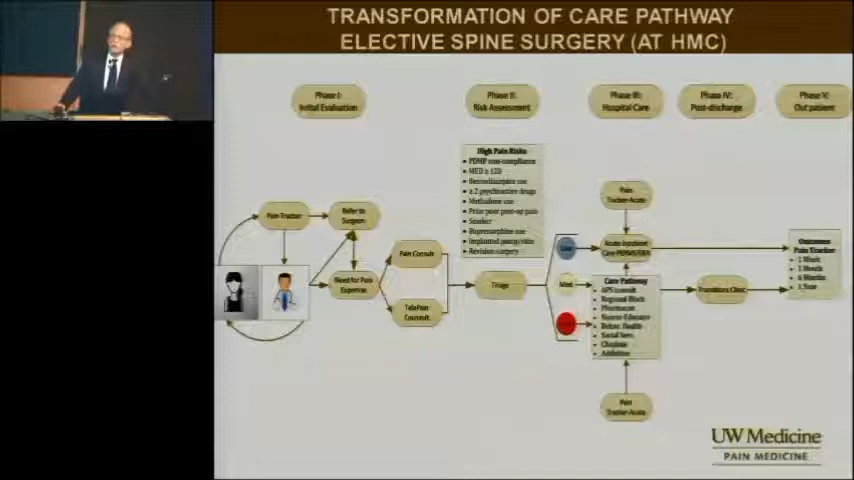 TRANSFORMATION OF CARE PATHWAY
ELECTIVE SPINE SURGERY (AT HMC)
Phase I:
Initial Evaluation
Phase II:
Risk Assessment
Phase III:
Hospital Care
Phase IV:
Post-discharge
Phase V:
Out patient
High Pain Risks
• PDMP non-compliance
• MED ≥ 120
• Benzodiazepine use
• ≥ 2 psychoactive drugs
• Methadone use
• Prior poor post-op pain
• Smoker
• Buprenorphine use
• Implanted pump/stim
• Revision surgery
Pain Tracker
Refer to
Surgeon
Need for Pain
Expertise
Pain Consult
TelePain
Consult
Triage
Low
Med
Pain
Tracker-Acute
Acute Inpatient
Care
Care Pathway
• APS consult
• Regional Block
• Pharmacist
• Nurse Educator
• Behav. Health
• Social Serv.
• Chaplain
• Addiction
Pain
Tracker-Acute
Transitions Clinic
Outcomes
Pain Tracker
• 1 Week
• 1 Month
• 6 Months
• 1 Year
UW Medicine
PAIN MEDICINE